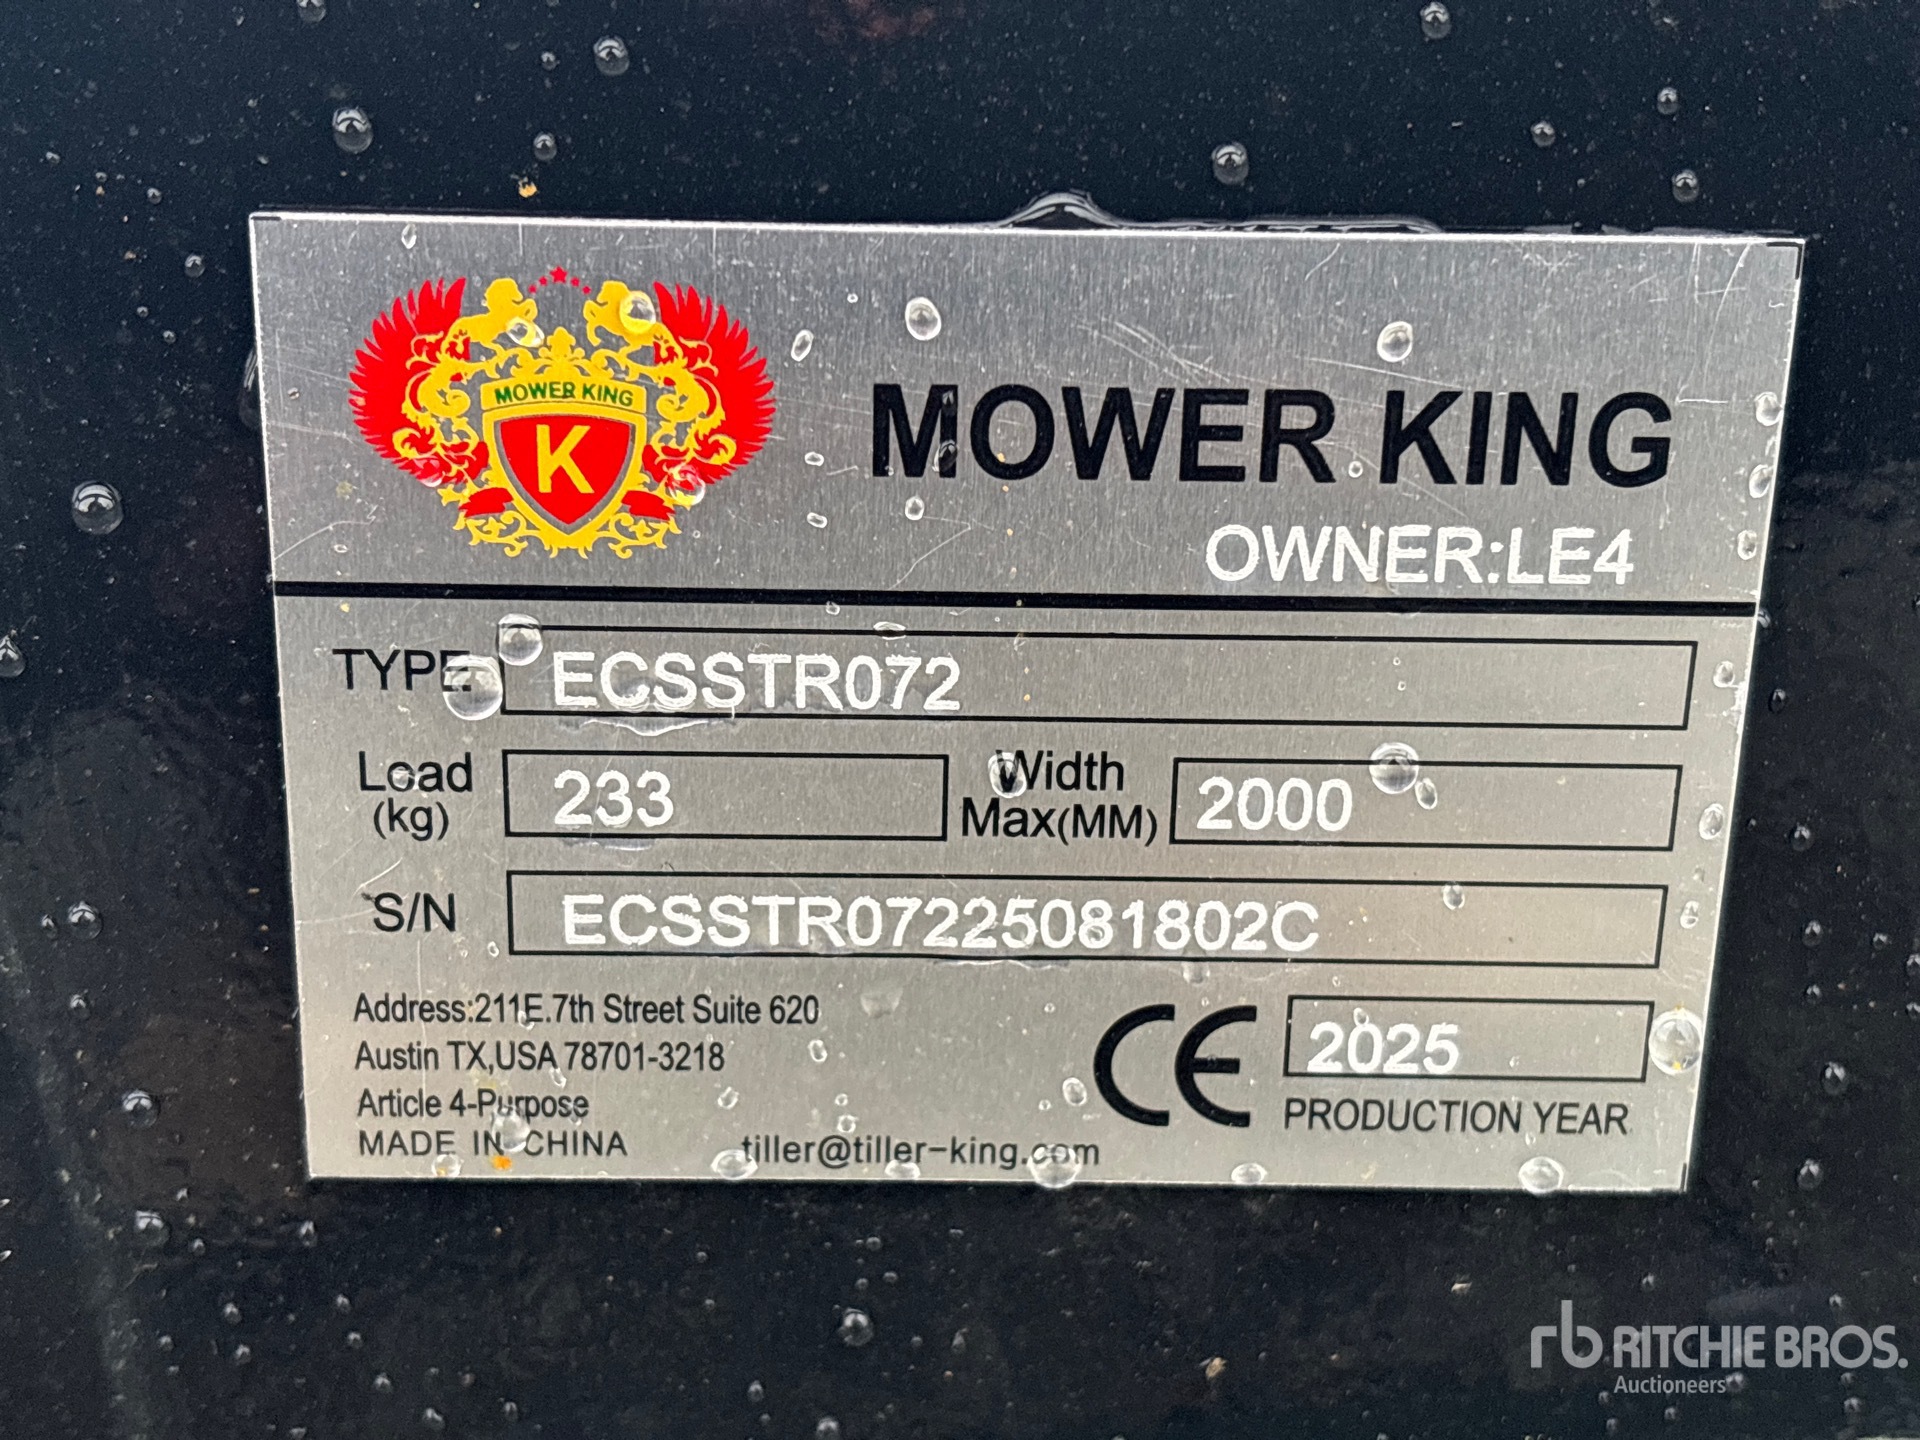 MOWER KING
K
MOWER KING
OWNER:LE4
TYPE ECSSTR072
Load (kg) 233 Width Max(MM) 2000
S/N ECSSTR07225081802C
Address:211E.7th Street Suite 620
Austin TX,USA 78701-3218
Article 4-Purpose
MADE IN CHINA
tiller@tiller-king.com
CE
2025
PRODUCTION YEAR
rb RITCHIE BROS.
Auctioneers